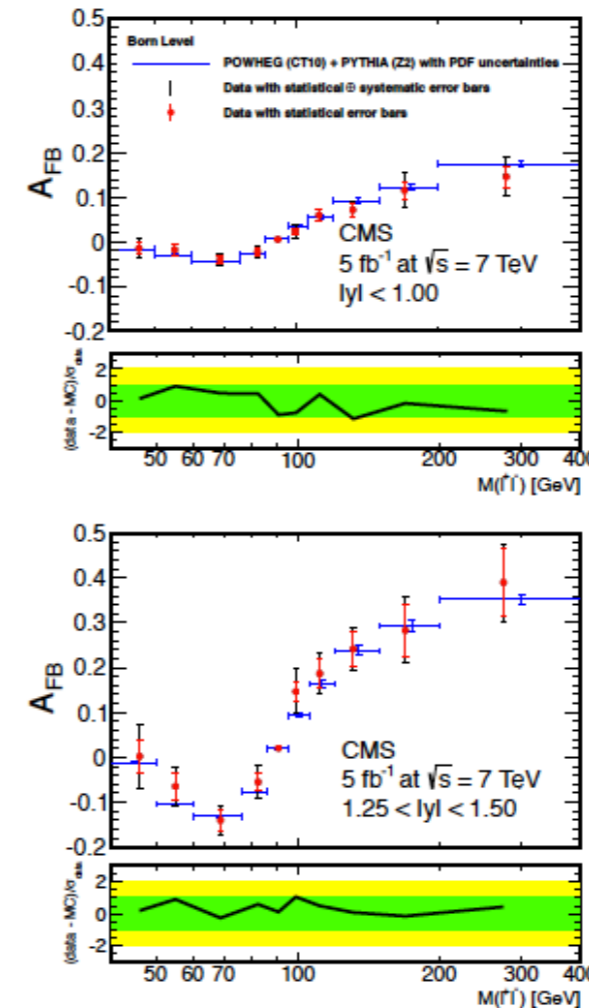 0.5
Born Level
POWHEG (CT10) + PYTHIA (Z2) with PDF uncertainties
0.4
Data with statistical ⊕ systematic error bars
Data with statistical error bars
0.3
0.2
A_FB
0.1
0
CMS
5 fb⁻¹ at √s = 7 TeV
-0.1
|y| < 1.00
-0.2
(data - MC)/σ_data
2
0
-2
50 60 70 100 200 300 400
M(l⁺l⁻) [GeV]
0.5
0.4
0.3
A_FB
0.2
0.1
0
CMS
5 fb⁻¹ at √s = 7 TeV
-0.1
1.25 < |y| < 1.50
-0.2
(data - MC)/σ_data
2
0
-2
50 60 70 100 200 300 400
M(l⁺l⁻) [GeV]